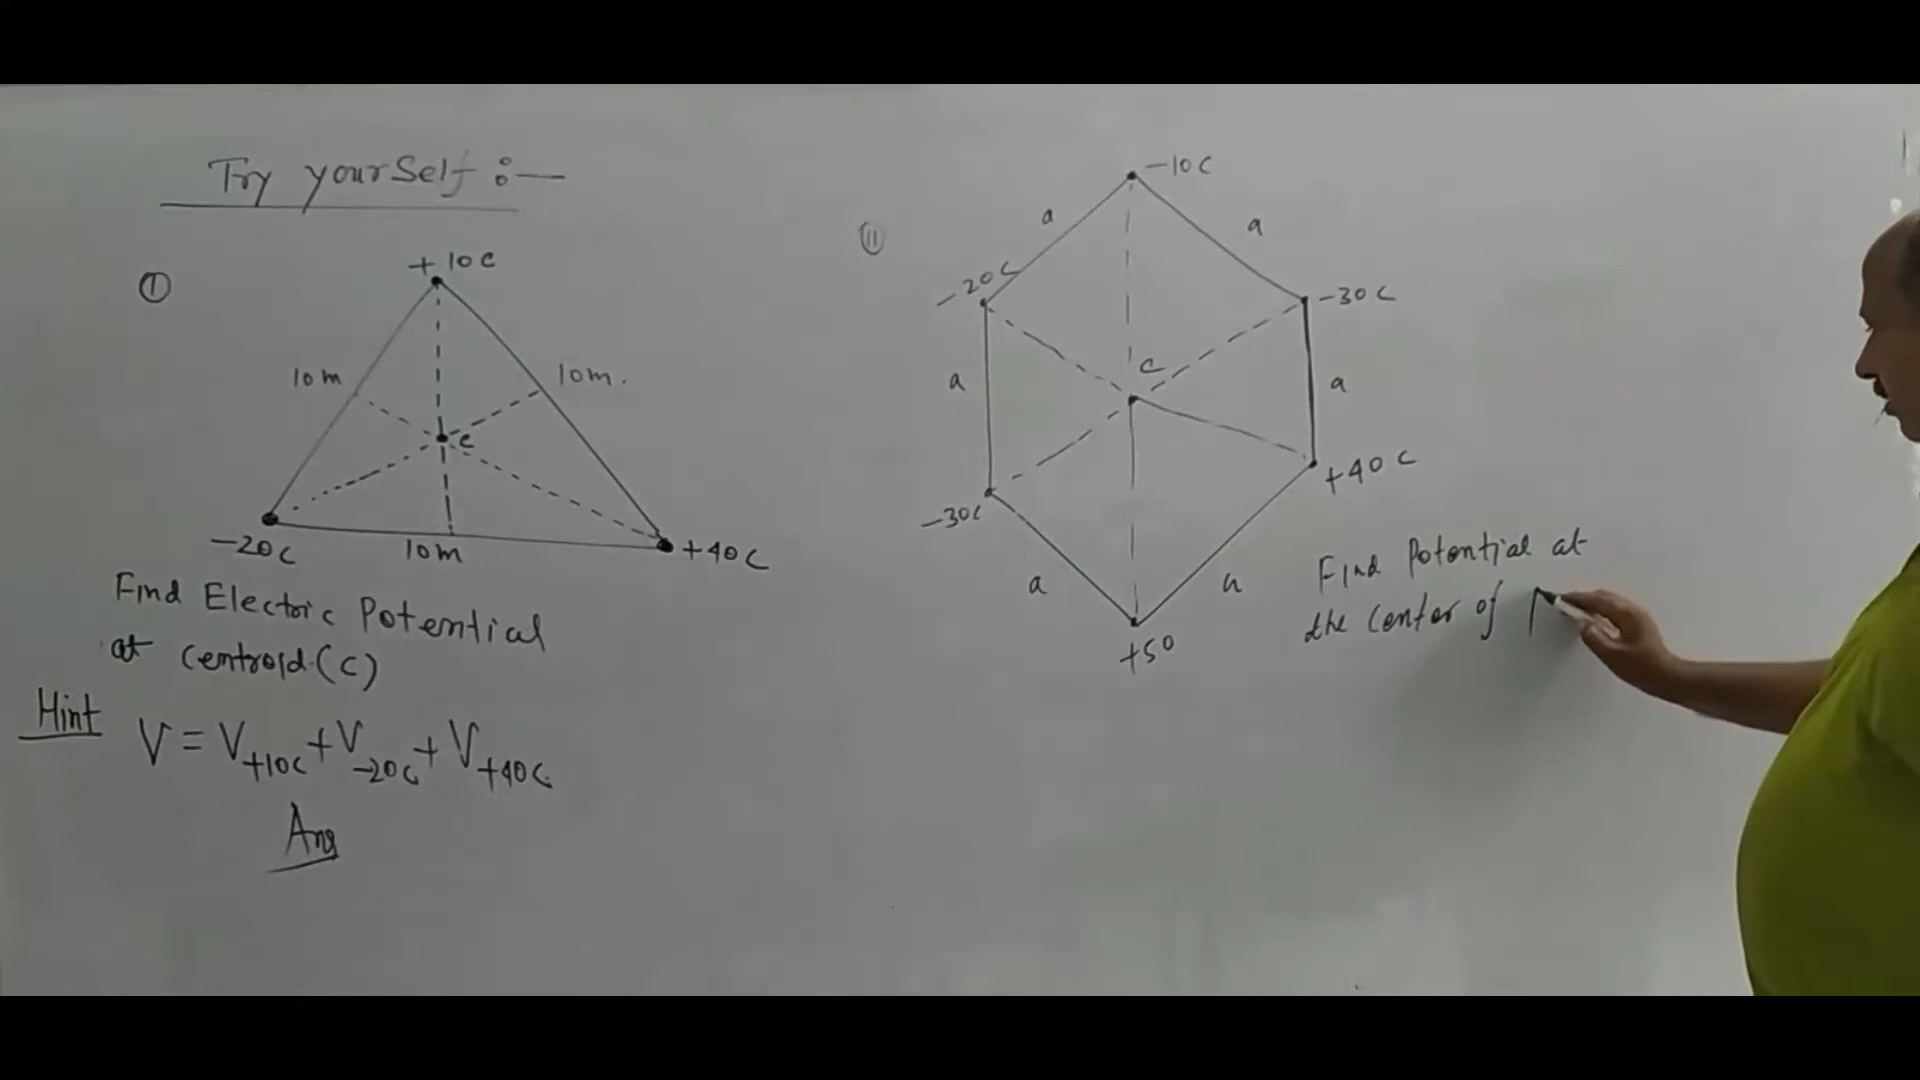 Try yourSelf :—
①
+10C
10m
10m.
C
-20C
10m
+40C
Find Electric Potential
at Centroid.(C)
Hint
V = V+10C + V-20C + V+40C
Ans
⑪
-10C
a
a
-20C
-30C
C
a
a
-30C
+40C
a
a
+50
Find Potential at
the Center of